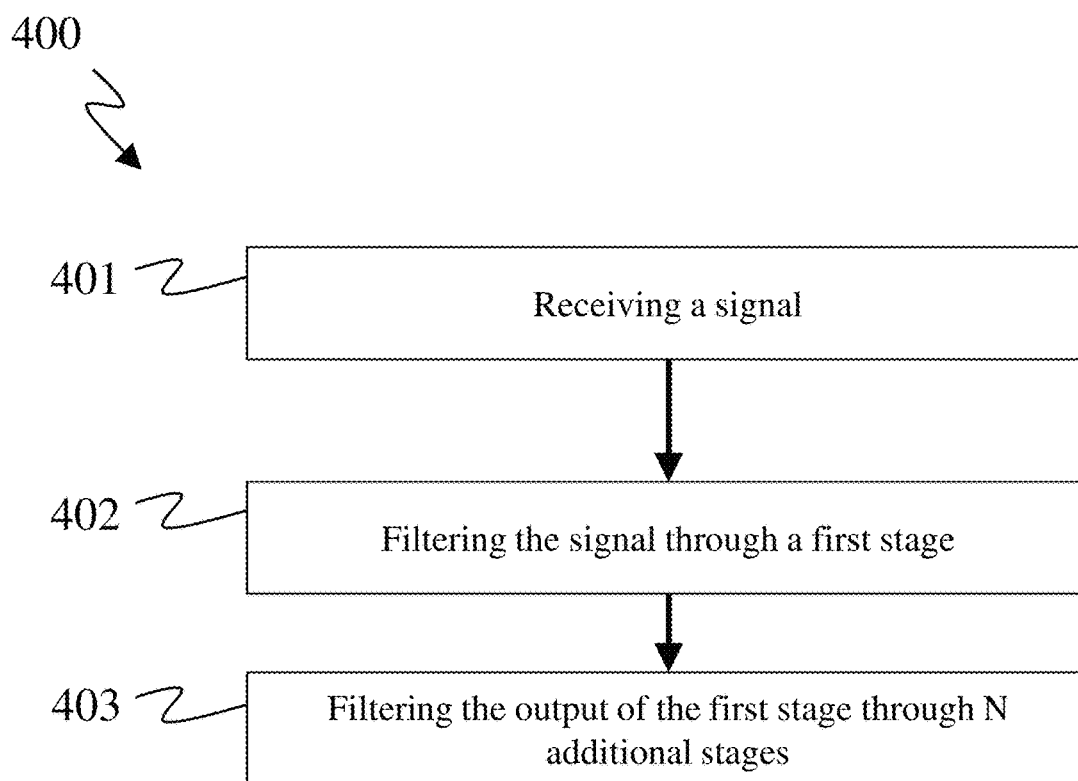 400
401
Receiving a signal
402
Filtering the signal through a first stage
403
Filtering the output of the first stage through N
additional stages